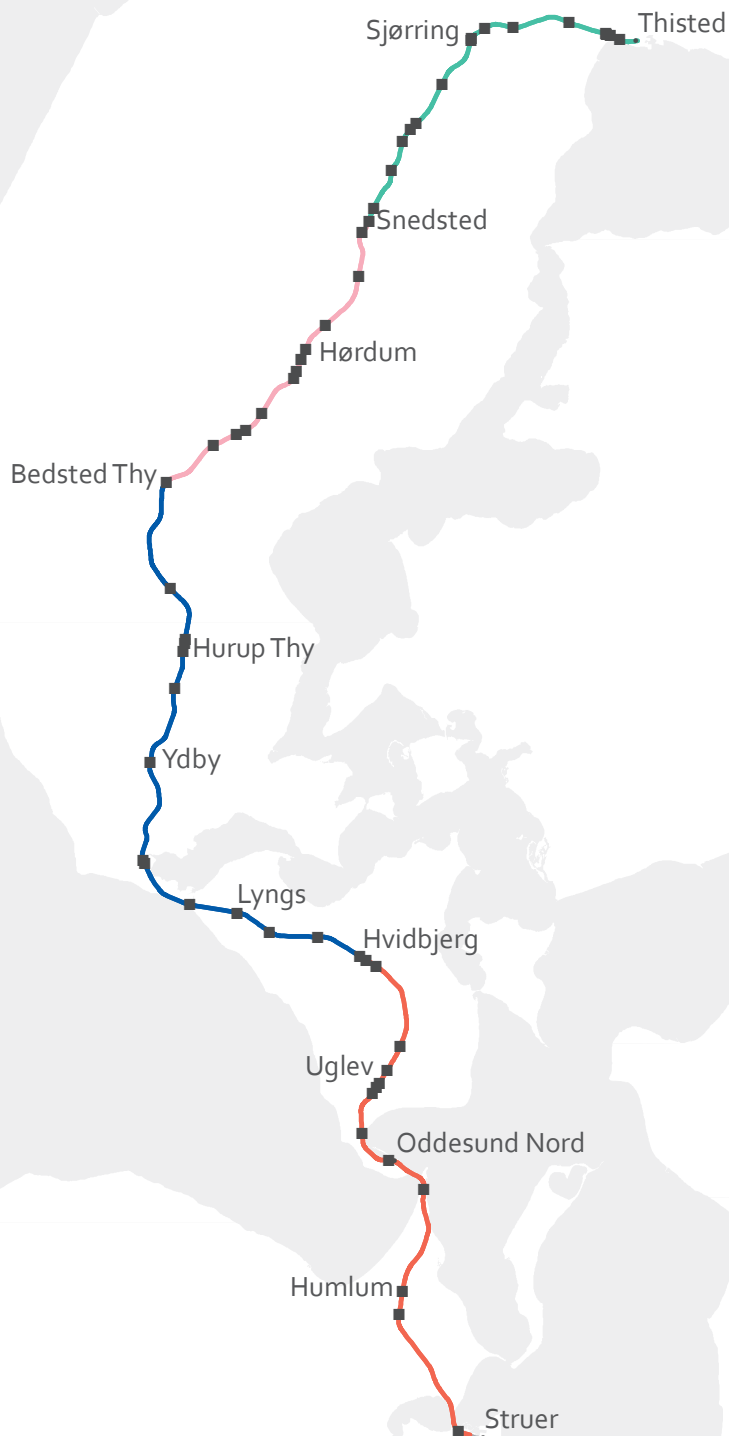 Thisted
Sjørring
Snedsted
Hørdum
Bedsted Thy
Hurup Thy
Ydby
Lyngs
Hvidbjerg
Uglev
Oddesund Nord
Humlum
Struer